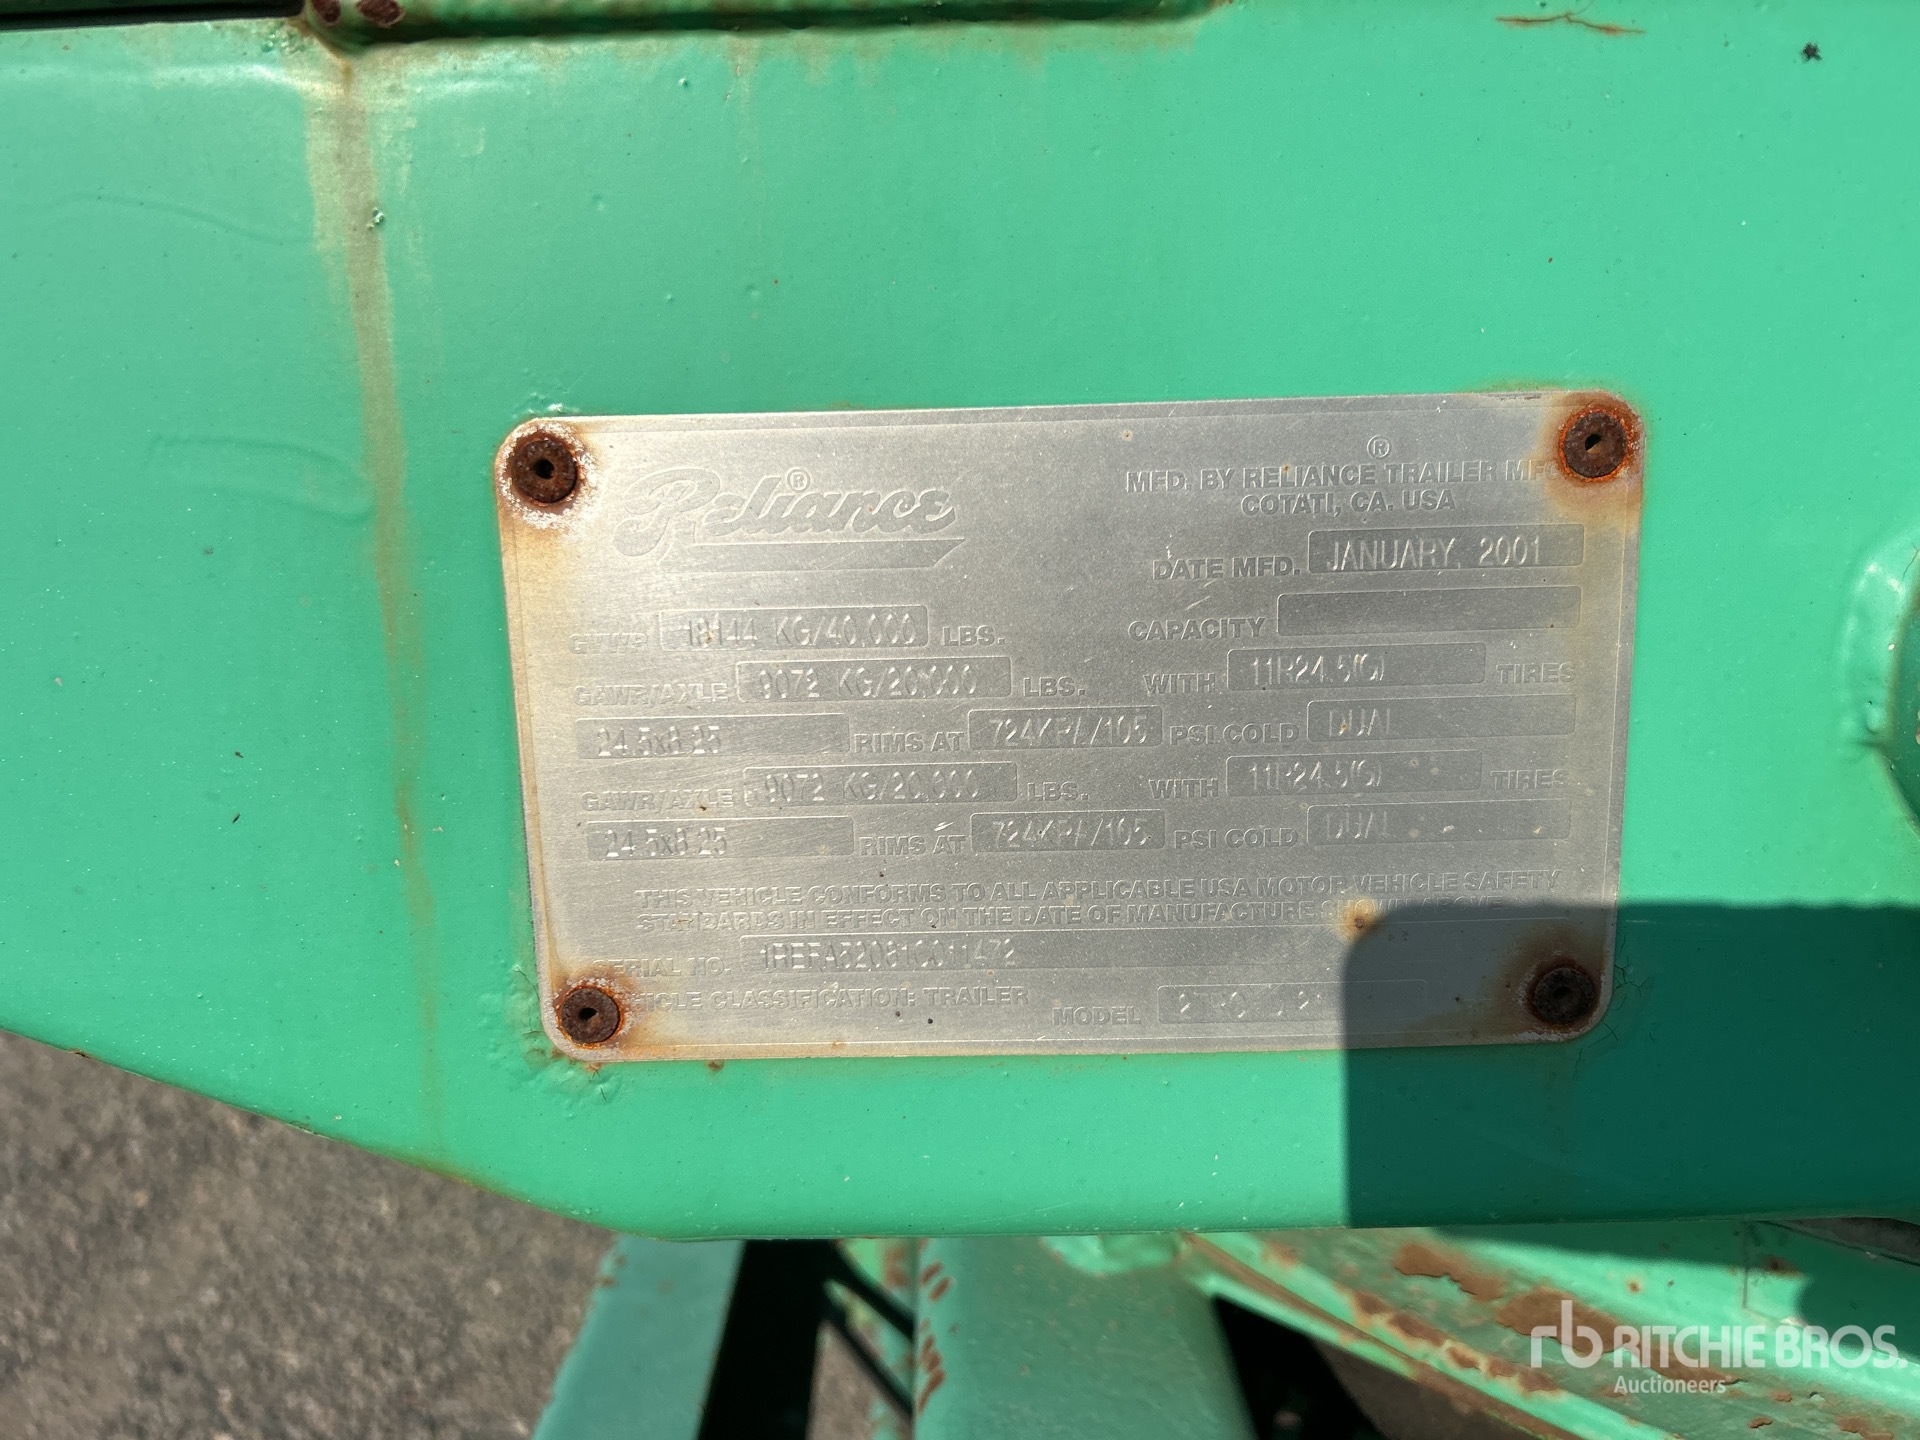 Reliance®
®
MFD. BY RELIANCE TRAILER MFG
COTATI, CA. USA
DATE MFD. JANUARY, 2001
GVWR 18144 KG/40,000 LBS. CAPACITY
GAWR/AXLE 9072 KG/20,000 LBS. WITH 11R24.5(G) TIRES
24.5x8.25 RIMS AT 724KPA/105 PSI COLD DUAL
GAWR/AXLE 9072 KG/20,000 LBS. WITH 11R24.5(G) TIRES
24.5x8.25 RIMS AT 724KPA/105 PSI COLD DUAL
THIS VEHICLE CONFORMS TO ALL APPLICABLE USA MOTOR VEHICLE SAFETY
STANDARDS IN EFFECT ON THE DATE OF MANUFACTURE SHOWN ABOVE
SERIAL NO.
VEHICLE CLASSIFICATION: TRAILER MODEL
rb RITCHIE BROS.
Auctioneers